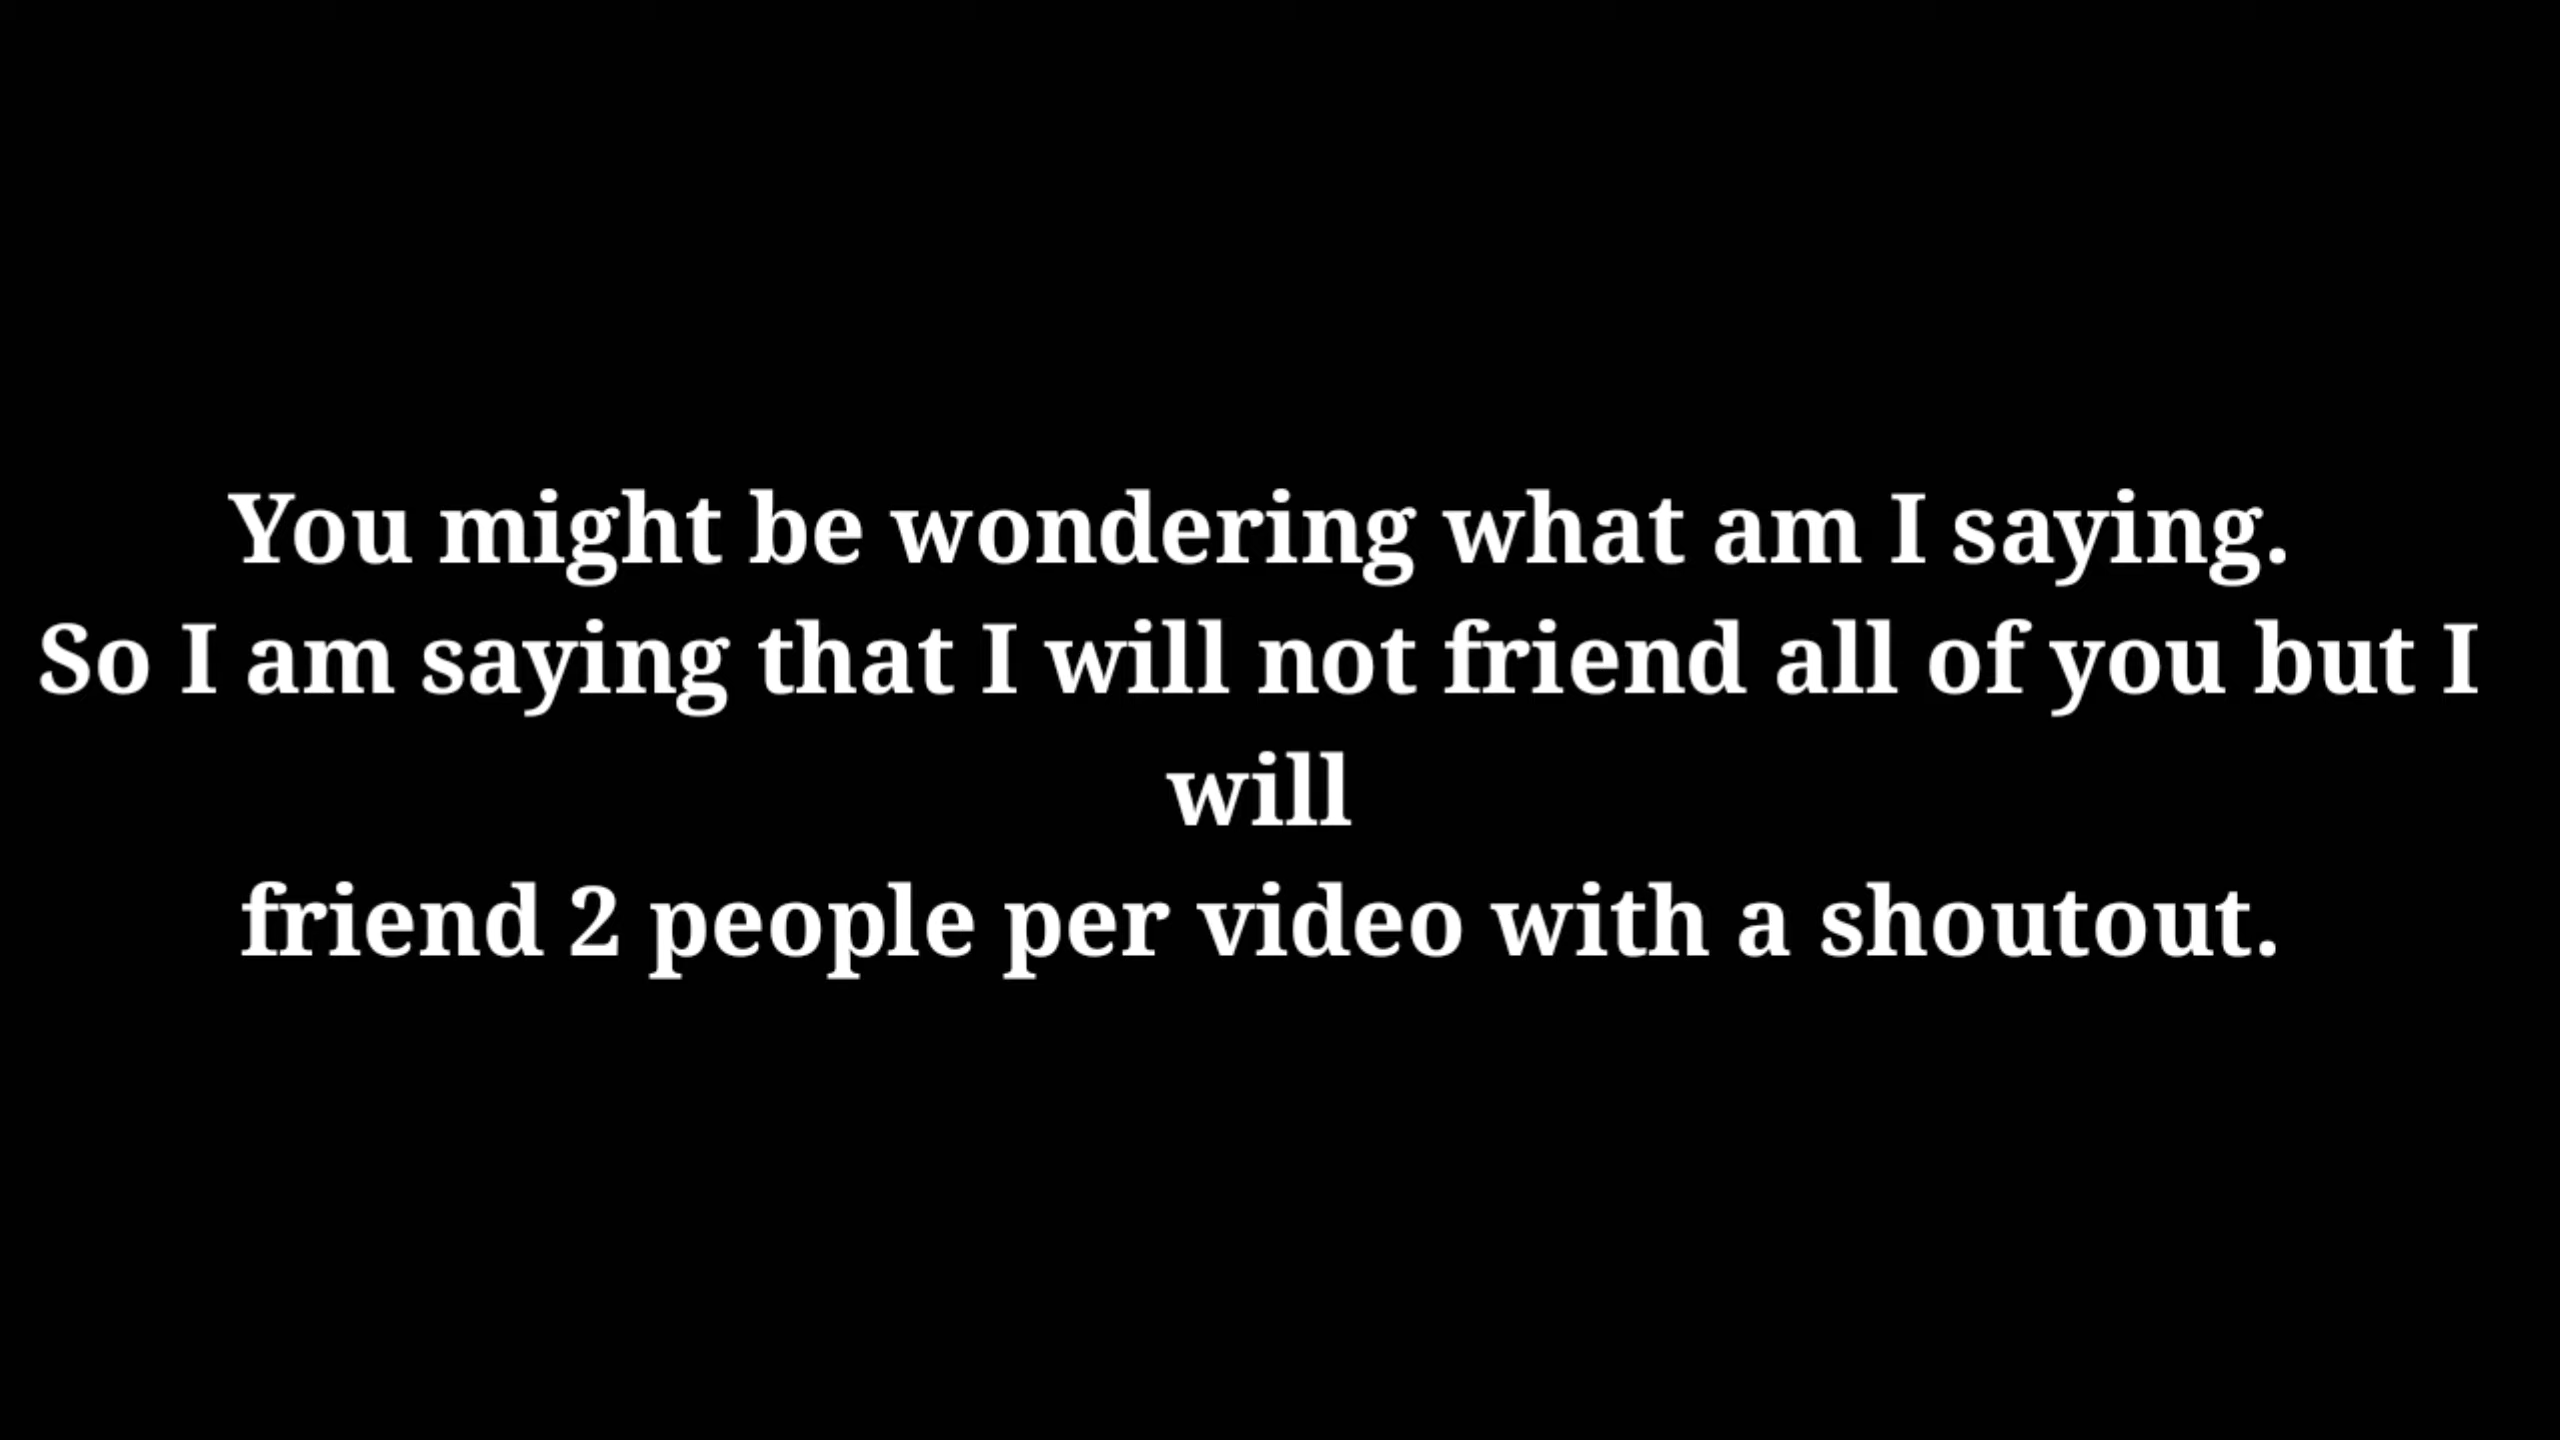 You might be wondering what am I saying.
So I am saying that I will not friend all of you but I
will
friend 2 people per video with a shoutout.